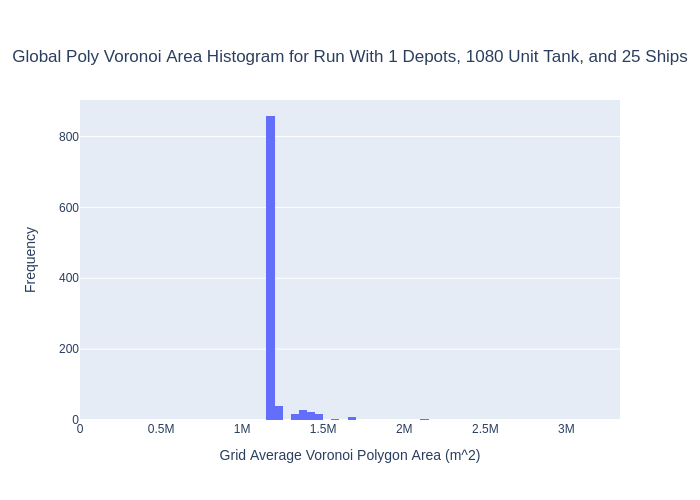 Global Poly Voronoi Area Histogram for Run With 1 Depots, 1080 Unit Tank, and 25 Ships
800
600
400
200
0
Frequency
0 0.5M 1M 1.5M 2M 2.5M 3M
Grid Average Voronoi Polygon Area (m^2)